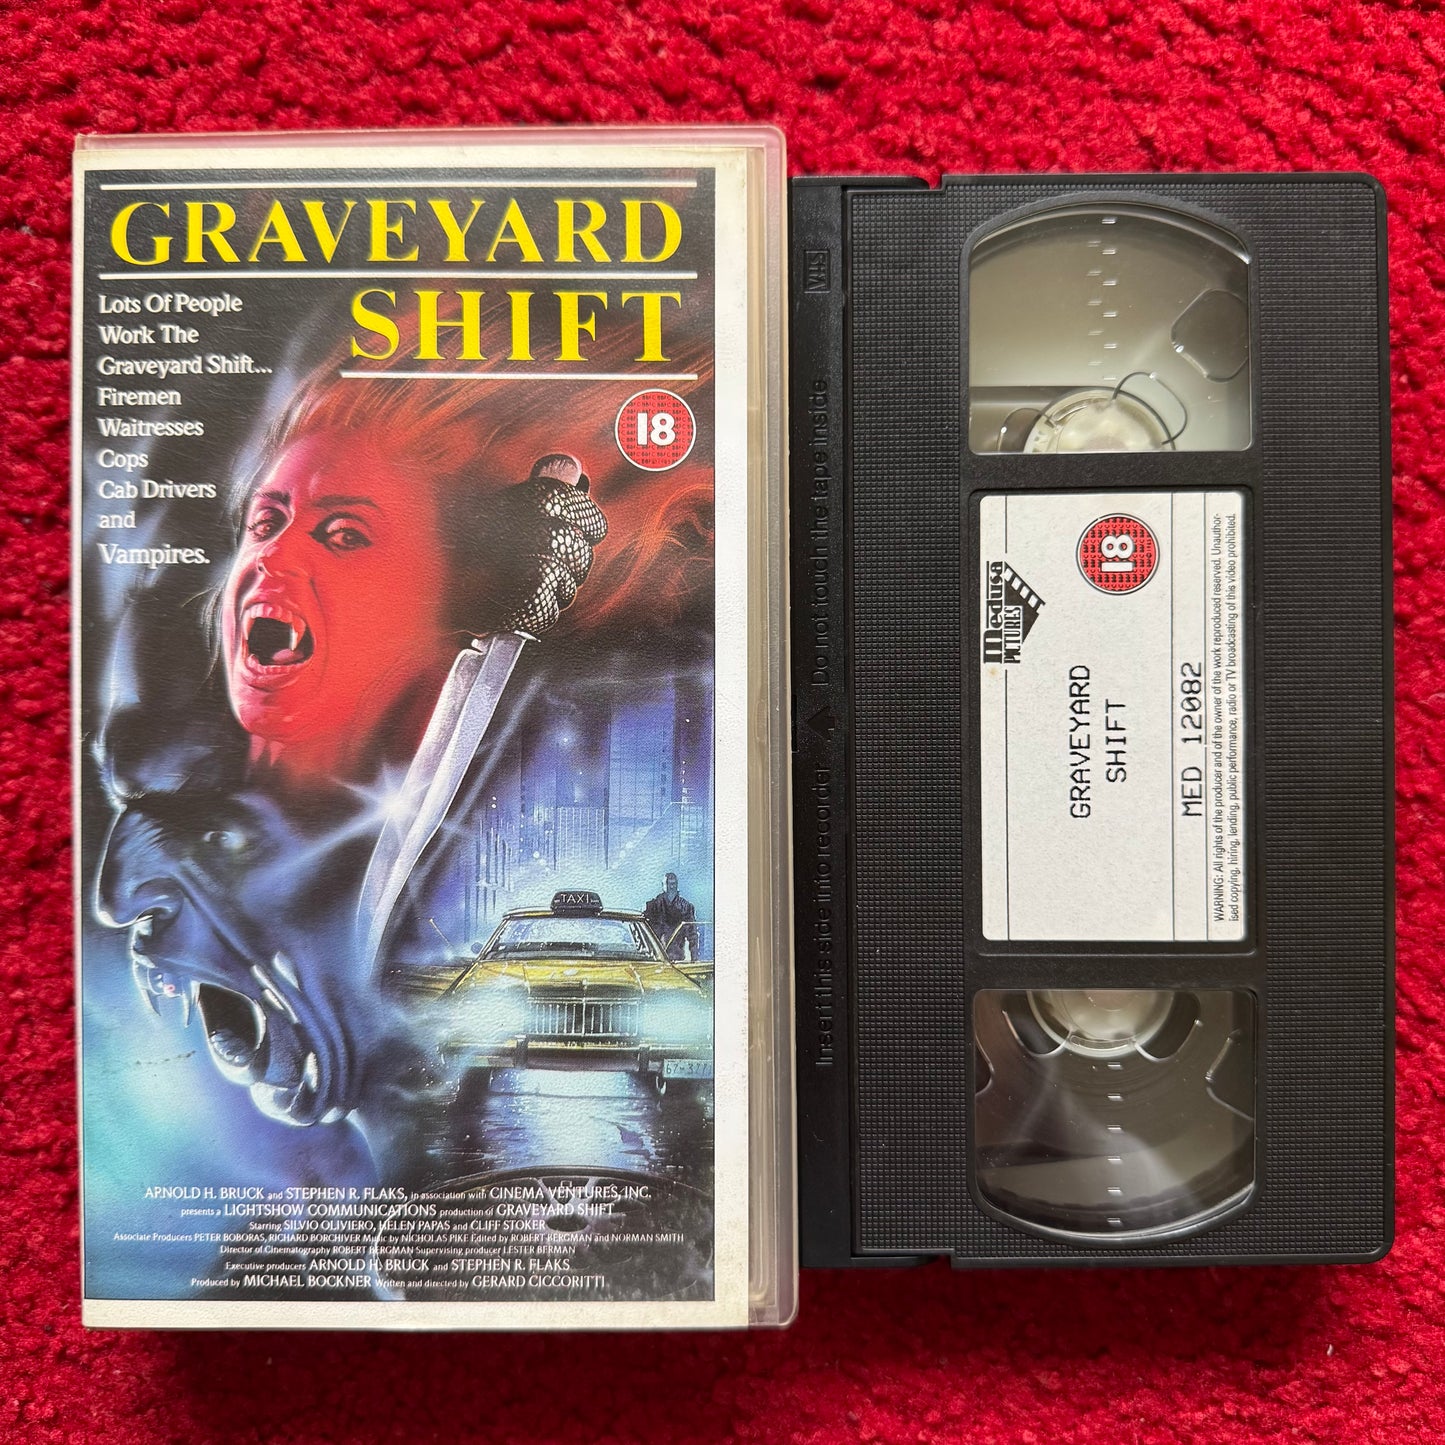 GRAVEYARD
SHIFT
Lots Of People
Work The
Graveyard Shift...
Firemen
Waitresses
Cops
Cab Drivers
and
Vampires.
18
TAXI
ARNOLD H. BRUCK and STEPHEN R. FLAKS, in association with CINEMA VENTURES, INC.
presents a LIGHTSHOW COMMUNICATIONS production of GRAVEYARD SHIFT
Starring SILVIO OLIVIERO, HELEN PAPAS and CLIFF STOKER
Associate Producers PETER BOBORAS, RICHARD BORCHIVER Music by NICHOLAS PIKE Edited by ROBERT BERGMAN and NORMAN SMITH
Director of Cinematography ROBERT BERGMAN Supervising producer LESTER BERMAN
Executive producers ARNOLD H. BRUCK and STEPHEN R. FLAKS
Produced by MICHAEL BOCKNER Written and directed by GERARD CICCORITTI
VHS
Insert this side into recorder
Do not touch the tape inside
Medusa
PICTURES
18
GRAVEYARD
SHIFT
MED 12082
WARNING: All rights of the producer and of the owner of the work reproduced reserved. Unauthor-
ised copying, hiring, lending, public performance, radio or TV broadcasting of this video prohibited.